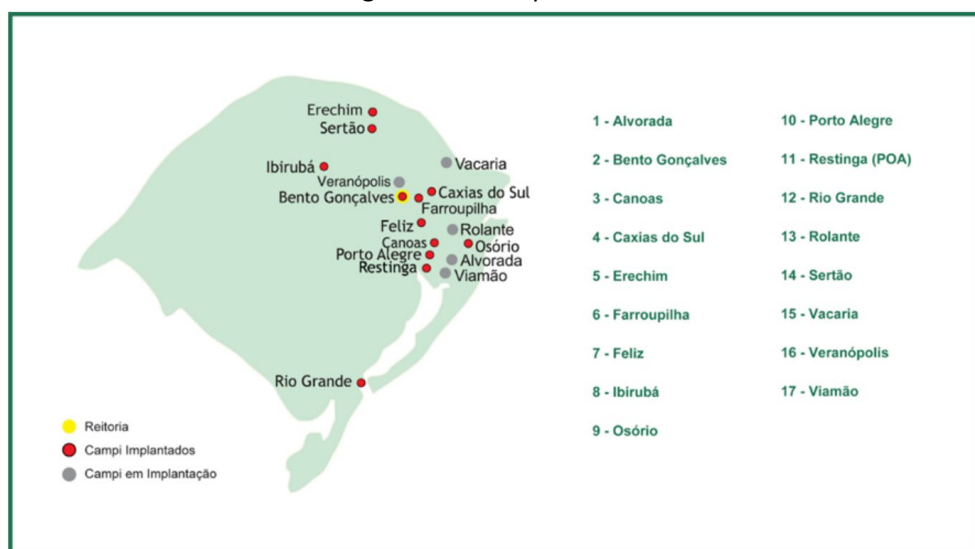 Erechim
Sertão
Ibirubá
Vacaria
Veranópolis
Bento Gonçalves
Caxias do Sul
Farroupilha
Feliz
Rolante
Canoas
Osório
Porto Alegre
Alvorada
Restinga
Viamão
Rio Grande
Reitoria
Campi Implantados
Campi em Implantação
1 - Alvorada
2 - Bento Gonçalves
3 - Canoas
4 - Caxias do Sul
5 - Erechim
6 - Farroupilha
7 - Feliz
8 - Ibirubá
9 - Osório
10 - Porto Alegre
11 - Restinga (POA)
12 - Rio Grande
13 - Rolante
14 - Sertão
15 - Vacaria
16 - Veranópolis
17 - Viamão